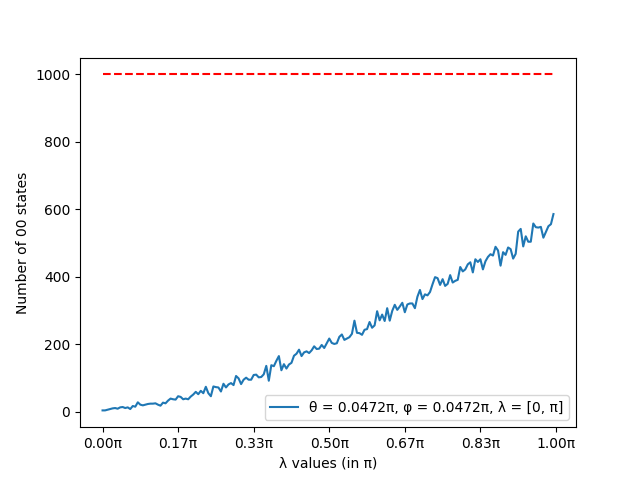 1000
800
600
400
200
0
Number of 00 states
θ = 0.0472π, φ = 0.0472π, λ = [0, π]
0.00π 0.17π 0.33π 0.50π 0.67π 0.83π 1.00π
λ values (in π)